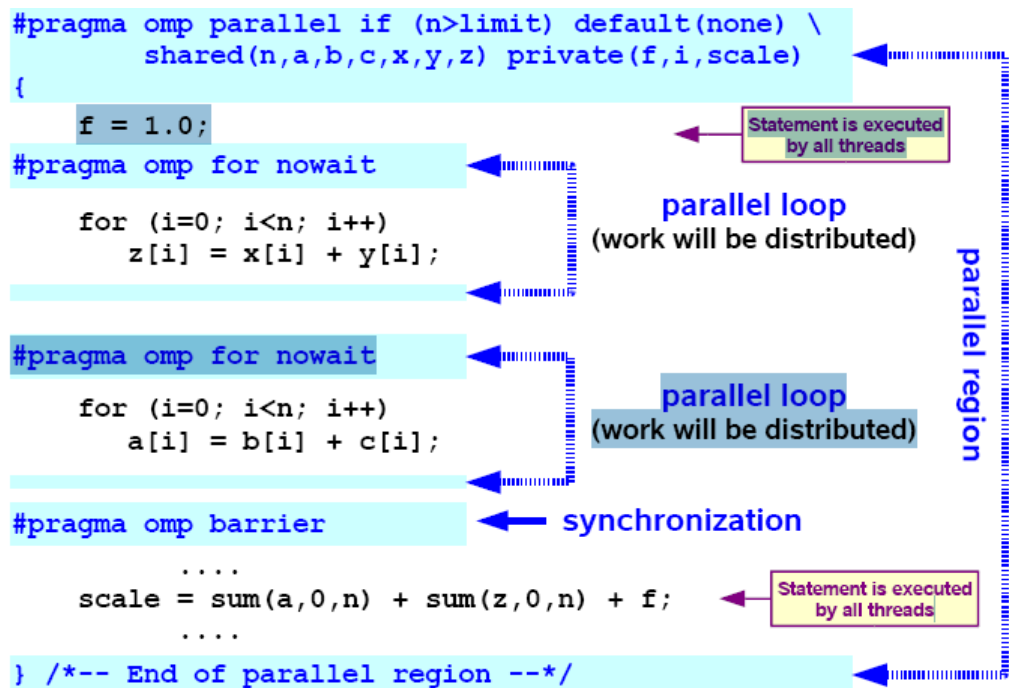 #pragma omp parallel if (n>limit) default(none) \
shared(n,a,b,c,x,y,z) private(f,i,scale)
{
f = 1.0;
Statement is executed
by all threads
#pragma omp for nowait
parallel loop
(work will be distributed)
for (i=0; i<n; i++)
z[i] = x[i] + y[i];
parallel region
#pragma omp for nowait
parallel loop
(work will be distributed)
for (i=0; i<n; i++)
a[i] = b[i] + c[i];
#pragma omp barrier
synchronization
....
scale = sum(a,0,n) + sum(z,0,n) + f;
Statement is executed
by all threads
....
} /*-- End of parallel region --*/